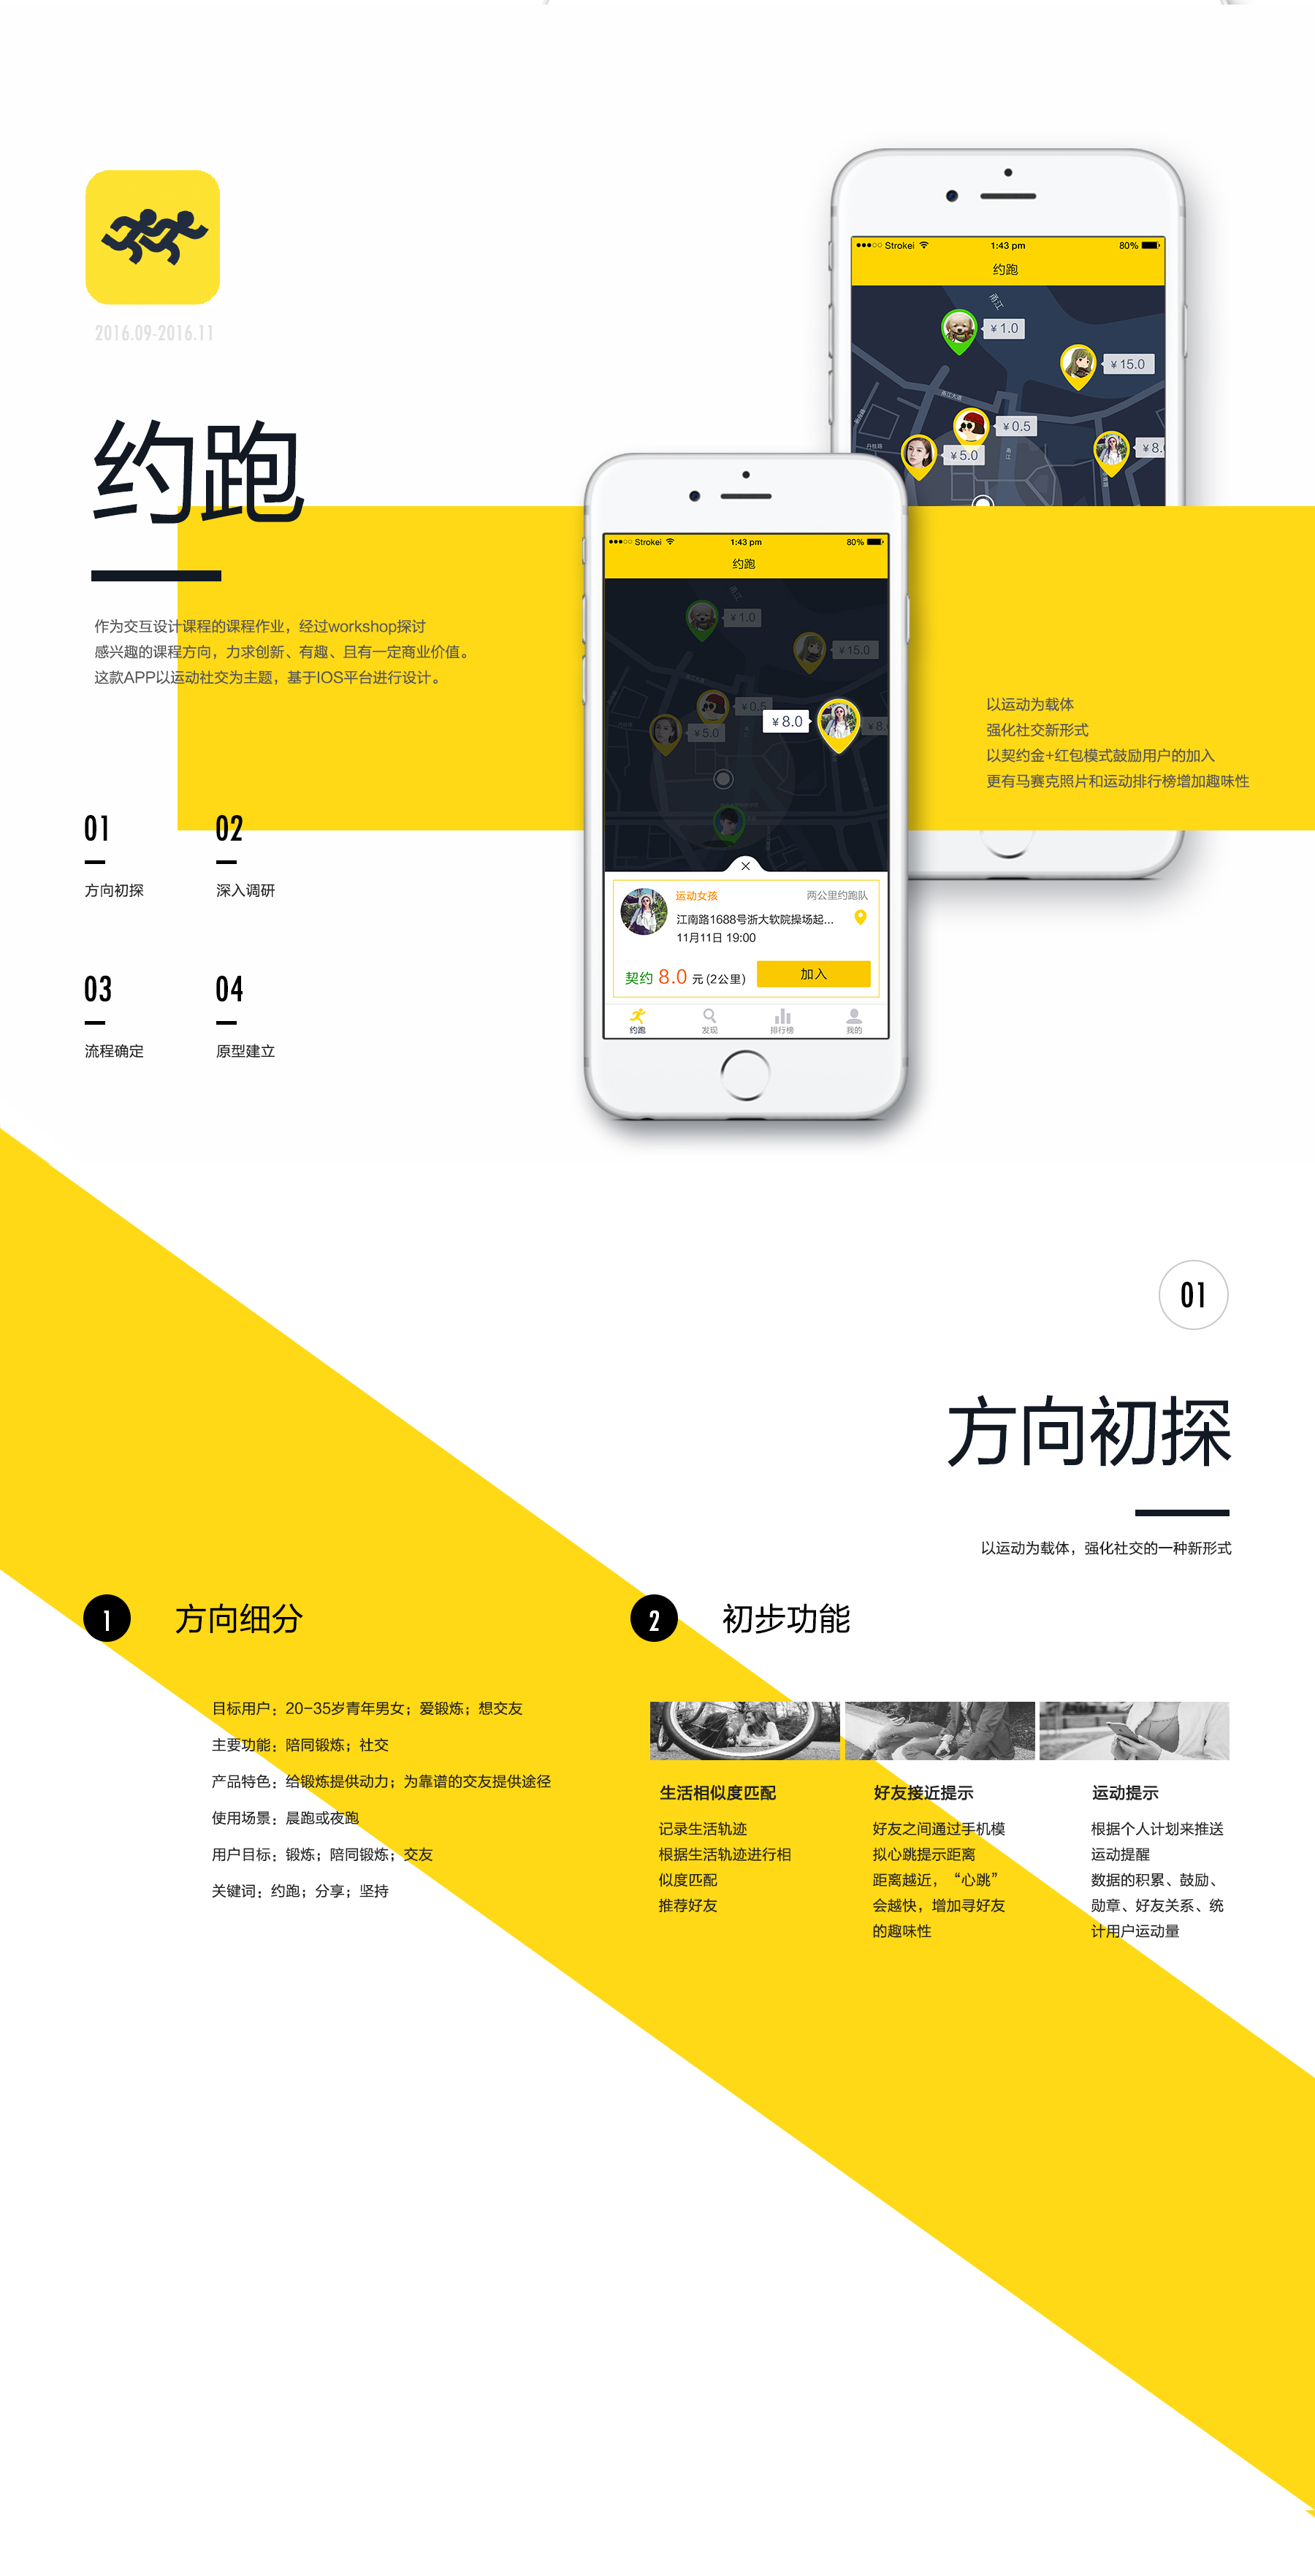 2016.09-2016.11
约跑
作为交互设计课程的课程作业，经过workshop探讨
感兴趣的课程方向，力求创新、有趣、且有一定商业价值。
这款APP以运动社交为主题，基于IOS平台进行设计。
01
02
方向初探
深入调研
03
04
流程确定
原型建立
Strokei
1:43 pm
80%
约跑
甬江
¥ 1.0
¥ 15.0
甬江大道
¥ 0.5
¥ 5.0
¥ 8.
Strokei
1:43 pm
80%
约跑
甬江
¥ 1.0
¥ 15.0
¥ 0.5
¥ 8.0
¥ 8.
¥ 5.0
运动女孩
两公里约跑队
江南路1688号浙大软院操场起...
11月11日 19:00
契约 8.0 元 (2公里)
加入
约跑
发现
排行榜
我的
以运动为载体
强化社交新形式
以契约金+红包模式鼓励用户的加入
更有马赛克照片和运动排行榜增加趣味性
01
方向初探
以运动为载体，强化社交的一种新形式
1
方向细分
目标用户：20-35岁青年男女；爱锻炼；想交友
主要功能：陪同锻炼；社交
产品特色：给锻炼提供动力；为靠谱的交友提供途径
使用场景：晨跑或夜跑
用户目标：锻炼；陪同锻炼；交友
关键词：约跑；分享；坚持
2
初步功能
生活相似度匹配
记录生活轨迹
根据生活轨迹进行相
似度匹配
推荐好友
好友接近提示
好友之间通过手机模
拟心跳提示距离
距离越近，“心跳”
会越快，增加寻好友
的趣味性
运动提示
根据个人计划来推送
运动提醒
数据的积累、鼓励、
勋章、好友关系、统
计用户运动量